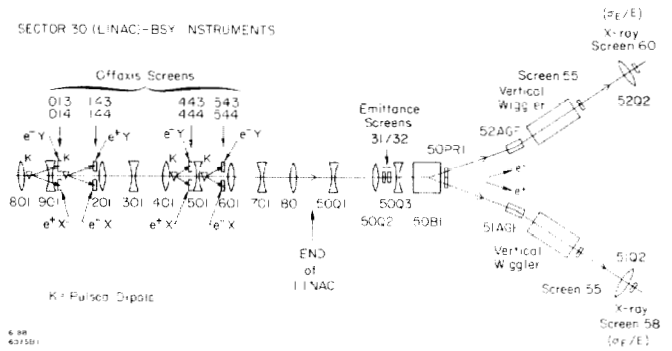 (σE/E)
SECTOR 30 (LINAC)-BSY INSTRUMENTS
X-ray
Screen 60
Offaxis Screens
Screen 55
013 143 443 543
014 144 444 544
Vertical
Wiggler
52Q2
Emittance
Screens
31/32
e⁻Y e⁺Y e⁻Y e⁻Y
50PR1
52AGF
K K K K
e⁻
e⁺
801 901 201 301 401 501 601 701 80 50Q1 50Q2 50Q3 50B1
51AGF
e⁺X e⁻X e⁺X e⁻X
Vertical
Wiggler
51Q2
END
of
LINAC
Screen 55
K = Pulsed Dipole
X-ray
Screen 58
(σE/E)
6-88